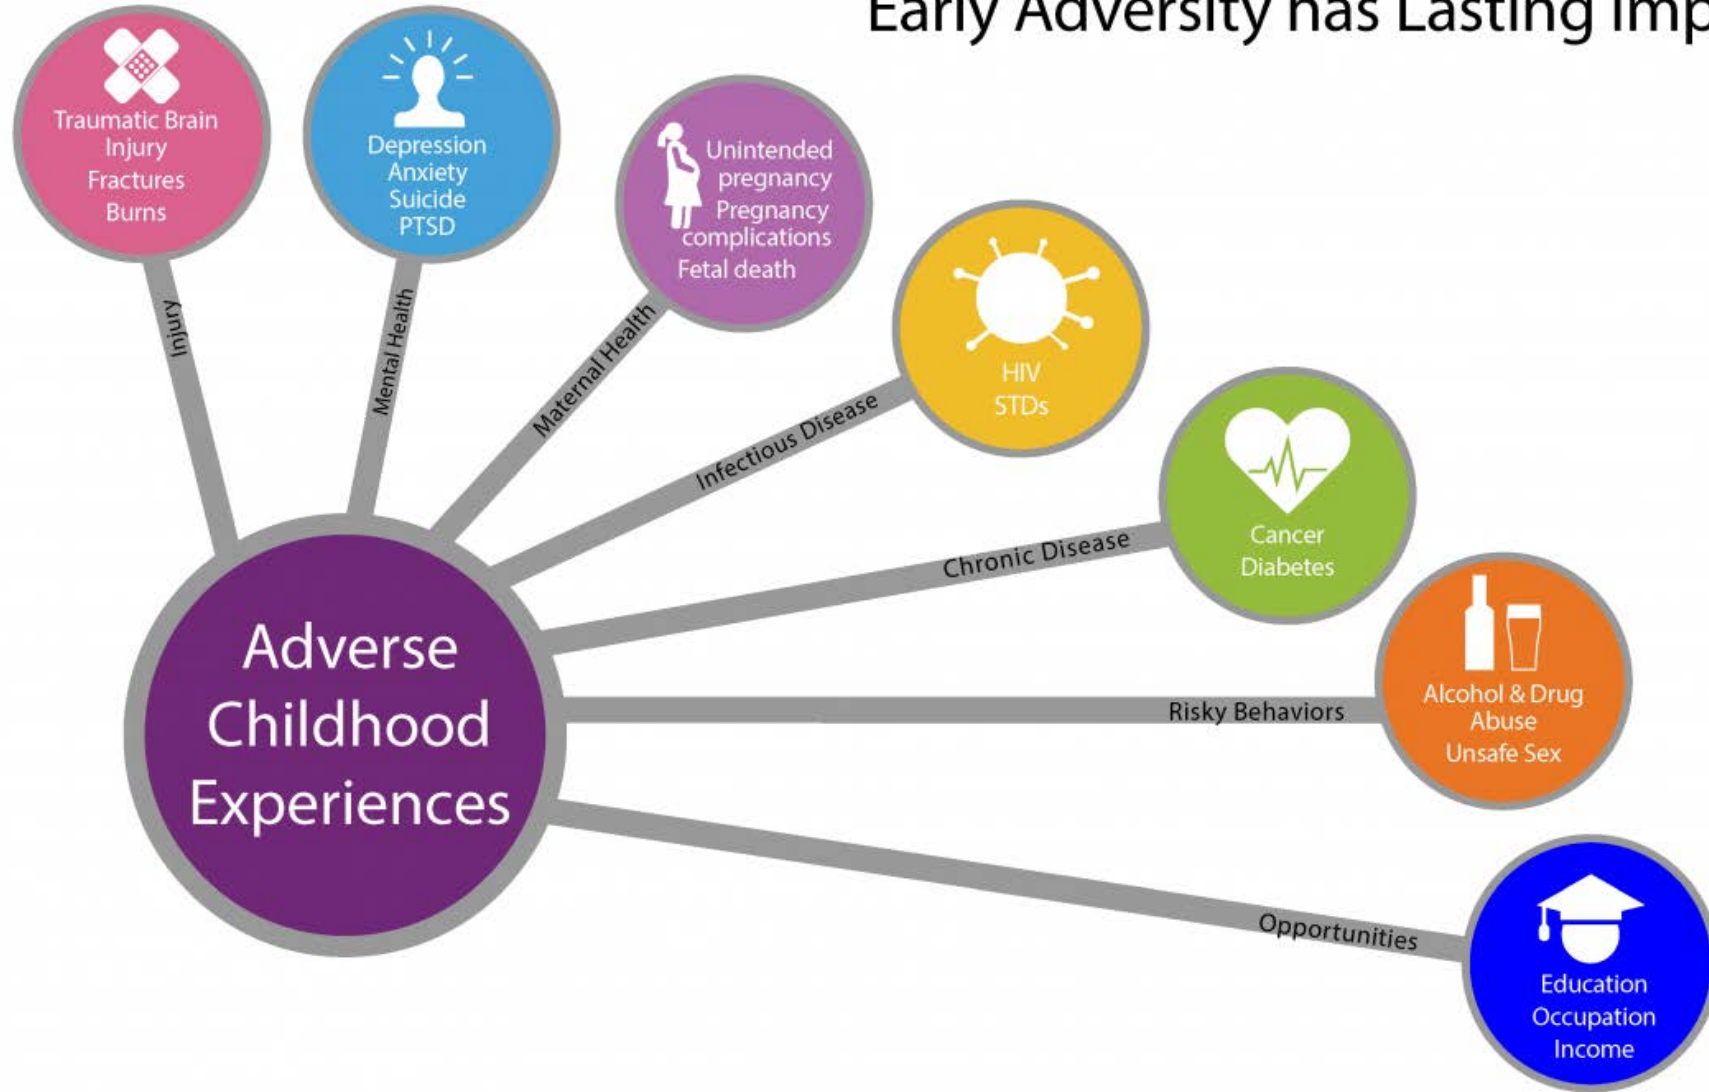 Early Adversity has Lasting Imp
Traumatic Brain
Injury
Fractures
Burns
Depression
Anxiety
Suicide
PTSD
Unintended
pregnancy
Pregnancy
complications
Fetal death
HIV
STDs
Cancer
Diabetes
Alcohol & Drug
Abuse
Unsafe Sex
Education
Occupation
Income
Injury
Mental Health
Maternal Health
Infectious Disease
Chronic Disease
Risky Behaviors
Opportunities
Adverse
Childhood
Experiences